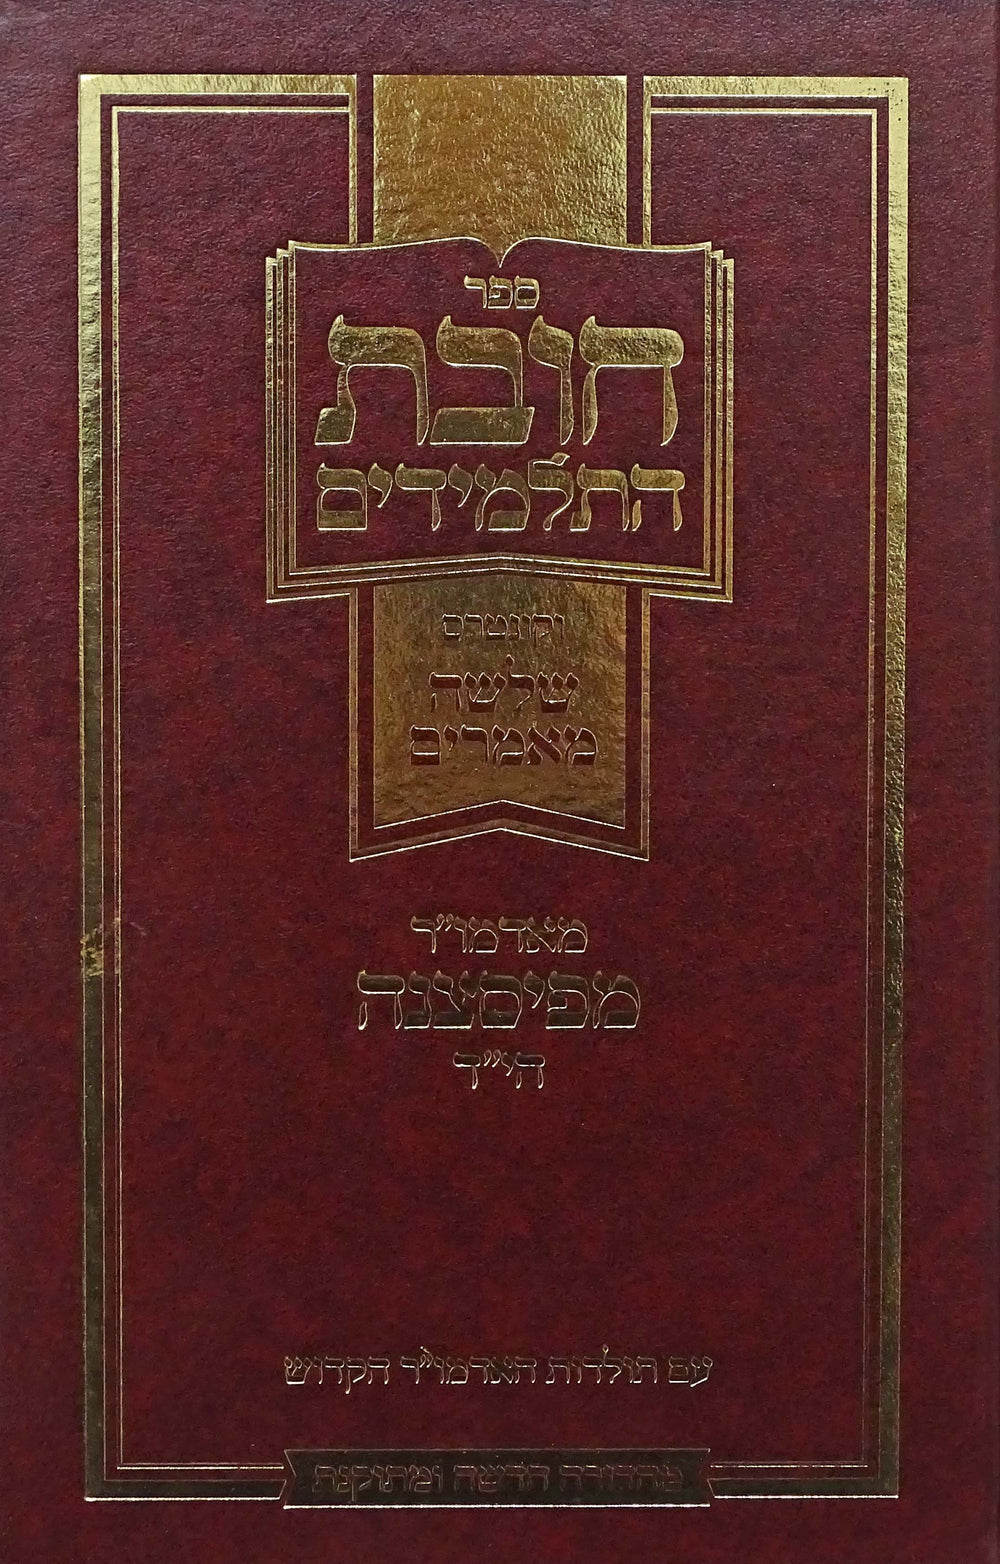 ספר
חובת
התלמידים
וקונטרס
שלשה
מאמרים
מאדמו״ר
מפיסצנה
הי״ד
עם תולדות האדמו״ר הקדוש
מהדורה חדשה ומתוקנת